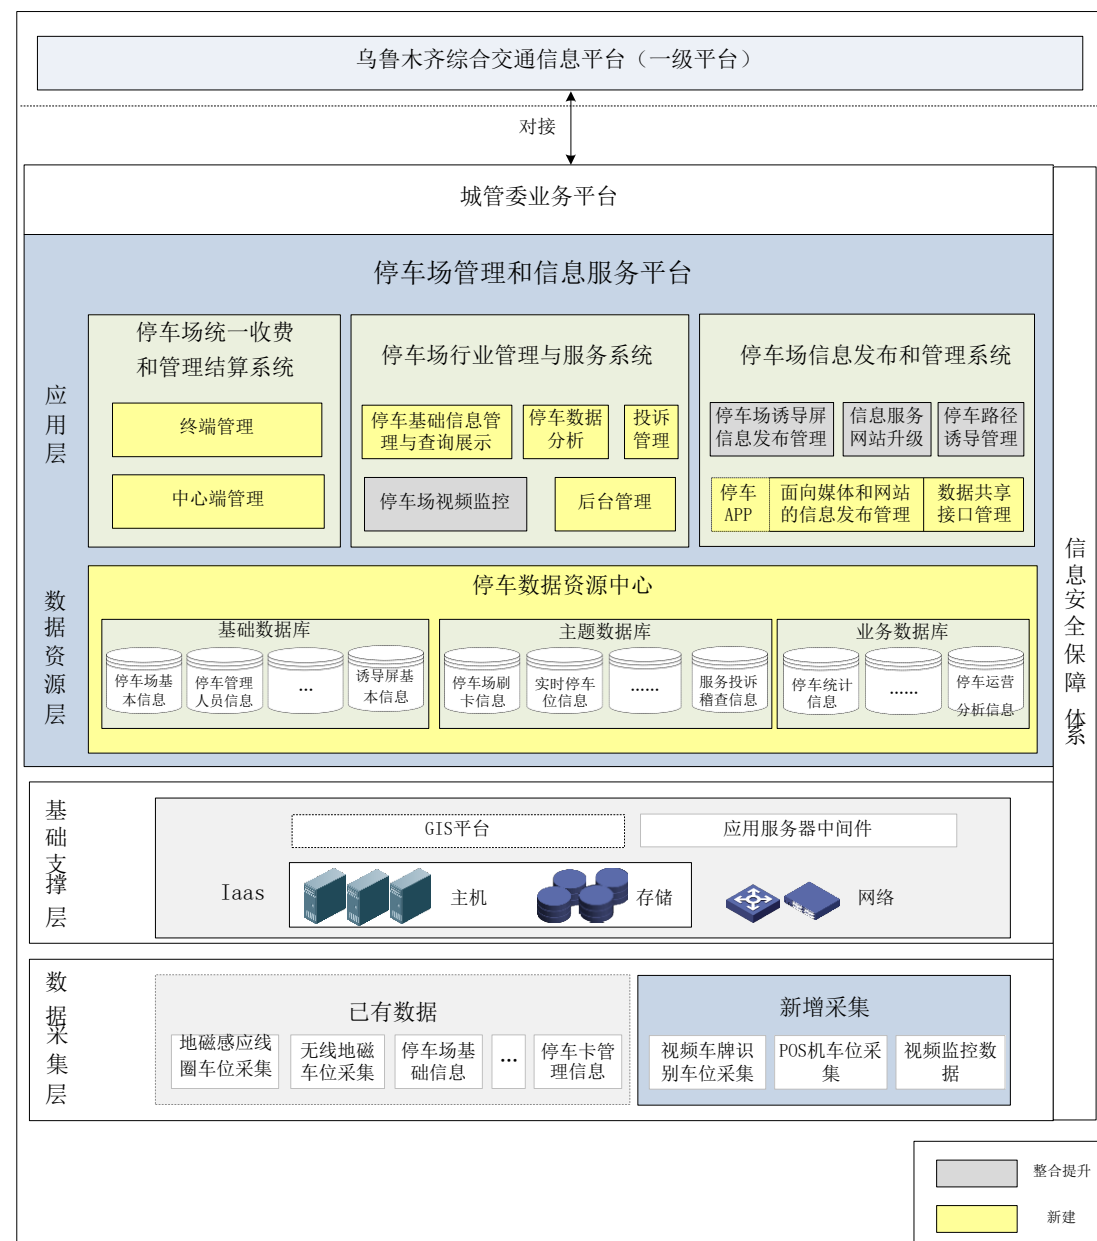 乌鲁木齐综合交通信息平台（一级平台）
对接
城管委业务平台
停车场管理和信息服务平台
应用层
停车场统一收费
和管理结算系统
终端管理
中心端管理
停车场行业管理与服务系统
停车基础信息管
理与查询展示
停车数据
分析
投诉
管理
停车场视频监控
后台管理
停车场信息发布和管理系统
停车场诱导屏
信息发布管理
信息服务
网站升级
停车路径
诱导管理
停车
APP
面向媒体和网站
的信息发布管理
数据共享
接口管理
数据资源层
停车数据资源中心
基础数据库
停车场基
本信息
停车管理
人员信息
...
诱导屏基
本信息
主题数据库
停车场刷
卡信息
实时停车
位信息
......
服务投诉
稽查信息
业务数据库
停车统计
信息
......
停车运营
分析信息
信息安全保障体系
基础支撑层
GIS平台
应用服务器中间件
Iaas
主机
存储
网络
数据采集层
已有数据
地磁感应线
圈车位采集
无线地磁
车位采集
停车场基
础信息
...
停车卡管
理信息
新增采集
视频车牌识
别车位采集
POS机车位采
集
视频监控数
据
整合提升
新建